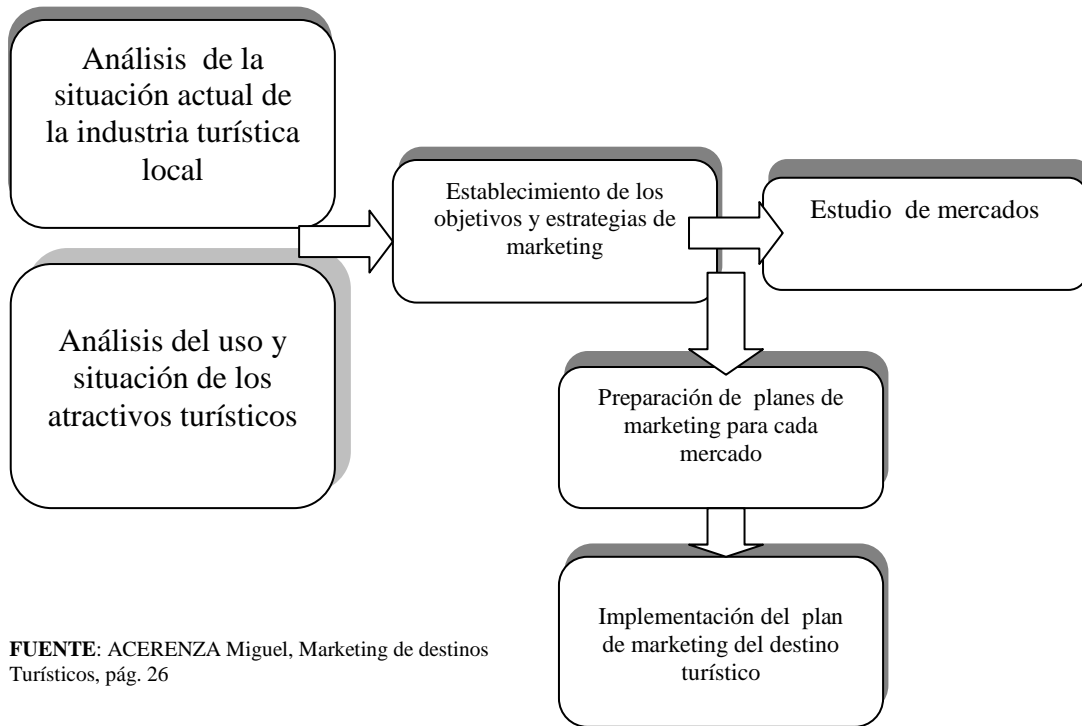 Análisis de la
situación actual de
la industria turística
local
Análisis del uso y
situación de los
atractivos turísticos
Establecimiento de los
objetivos y estrategias de
marketing
Estudio de mercados
Preparación de planes de
marketing para cada
mercado
Implementación del plan
de marketing del destino
turístico
FUENTE: ACERENZA Miguel, Marketing de destinos
Turísticos, pág. 26